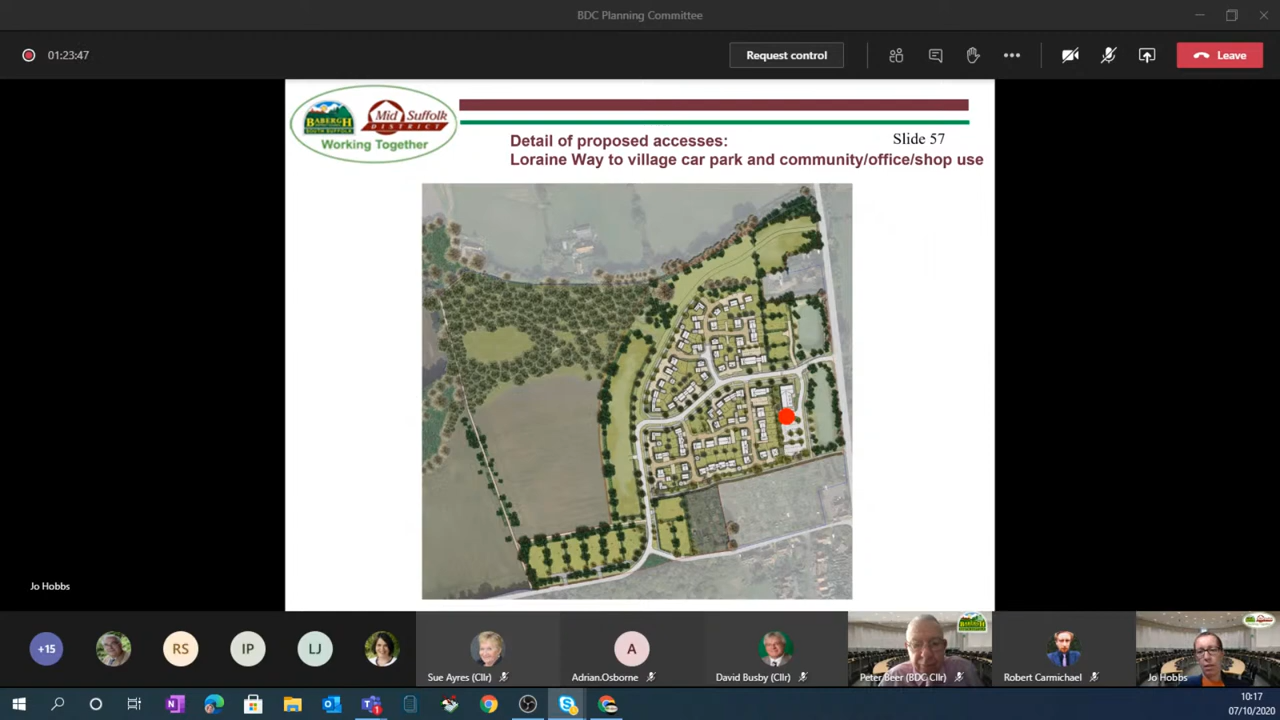 BDC Planning Committee
01:23:47
Request control
Leave
BABERGH
SOUTH SUFFOLK
Mid Suffolk
DISTRICT
Working Together
Slide 57
Detail of proposed accesses:
Loraine Way to village car park and community/office/shop use
Jo Hobbs
+15
RS
IP
LJ
Sue Ayres (Cllr)
A
Adrian.Osborne
David Busby (Cllr)
BABERGH
Peter Beer (BDC Cllr)
Robert Carmichael
Jo Hobbs
10:17
07/10/2020